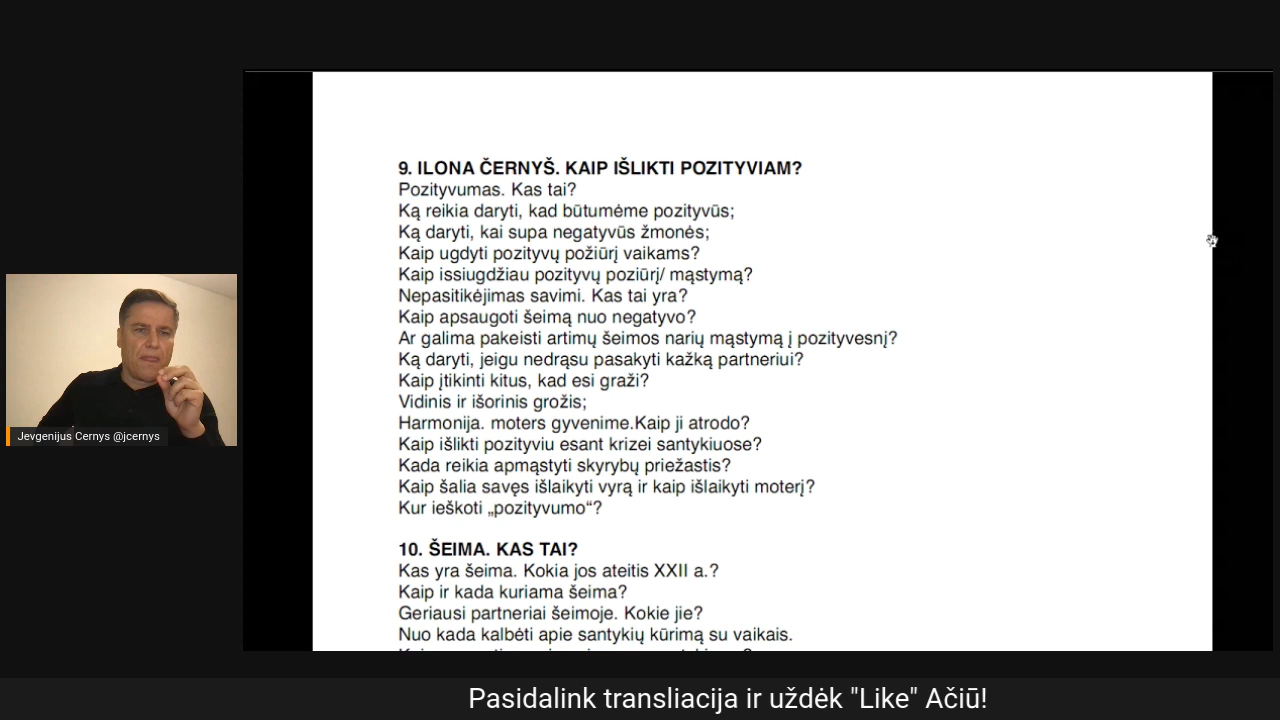 9. ILONA ČERNYŠ. KAIP IŠLIKTI POZITYVIAM?
Pozityvumas. Kas tai?
Ką reikia daryti, kad būtumėme pozityvūs;
Ką daryti, kai supa negatyvūs žmonės;
Kaip ugdyti pozityvų požiūrį vaikams?
Kaip issiugdžiau pozityvų poziūrį/ mąstymą?
Nepasitikėjimas savimi. Kas tai yra?
Kaip apsaugoti šeimą nuo negatyvo?
Ar galima pakeisti artimų šeimos narių mąstymą į pozityvesnį?
Ką daryti, jeigu nedrąsu pasakyti kažką partneriui?
Kaip įtikinti kitus, kad esi graži?
Vidinis ir išorinis grožis;
Harmonija. moters gyvenime.Kaip ji atrodo?
Kaip išlikti pozityviu esant krizei santykiuose?
Kada reikia apmąstyti skyrybų priežastis?
Kaip šalia savęs išlaikyti vyrą ir kaip išlaikyti moterį?
Kur ieškoti „pozityvumo“?
10. ŠEIMA. KAS TAI?
Kas yra šeima. Kokia jos ateitis XXII a.?
Kaip ir kada kuriama šeima?
Geriausi partneriai šeimoje. Kokie jie?
Nuo kada kalbėti apie santykių kūrimą su vaikais.
Jevgenijus Cernys @jcernys
Pasidalink transliacija ir uždėk "Like" Ačiū!